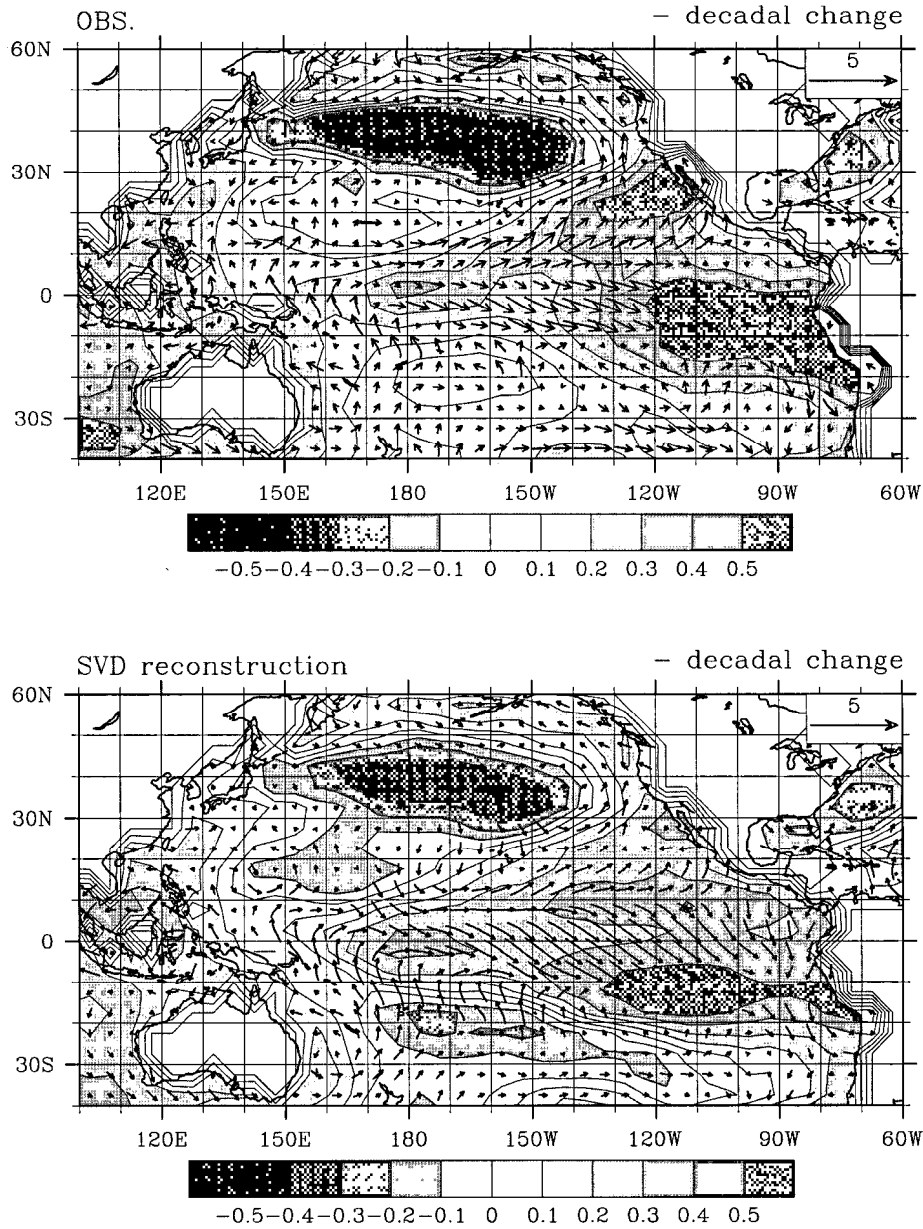 OBS. − decadal change
60N
5
30N
0
30S
120E 150E 180 150W 120W 90W 60W
−0.5−0.4−0.3−0.2−0.1 0 0.1 0.2 0.3 0.4 0.5
SVD reconstruction − decadal change
60N
5
30N
0
30S
120E 150E 180 150W 120W 90W 60W
−0.5−0.4−0.3−0.2−0.1 0 0.1 0.2 0.3 0.4 0.5